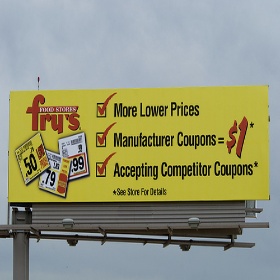 fry's
FOOD STORES
More Lower Prices
Manufacturer Coupons = $1*
Accepting Competitor Coupons*
*See Store For Details
.50
.79
.99